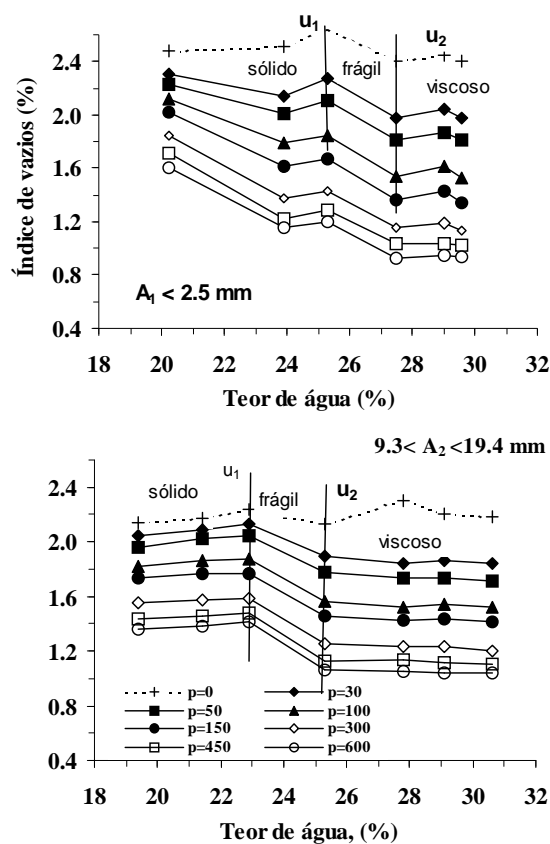 u1
u2
2.4
sólido
frágil
viscoso
2.0
1.6
1.2
0.8
0.4
A1 < 2.5 mm
Índice de vazios (%)
18 20 22 24 26 28 30 32
Teor de água (%)
9.3< A2 <19.4 mm
u1
u2
2.4
sólido
frágil
viscoso
2.0
1.6
1.2
0.8
0.4
p=0 p=30
p=50 p=100
p=150 p=300
p=450 p=600
18 20 22 24 26 28 30 32
Teor de água, (%)